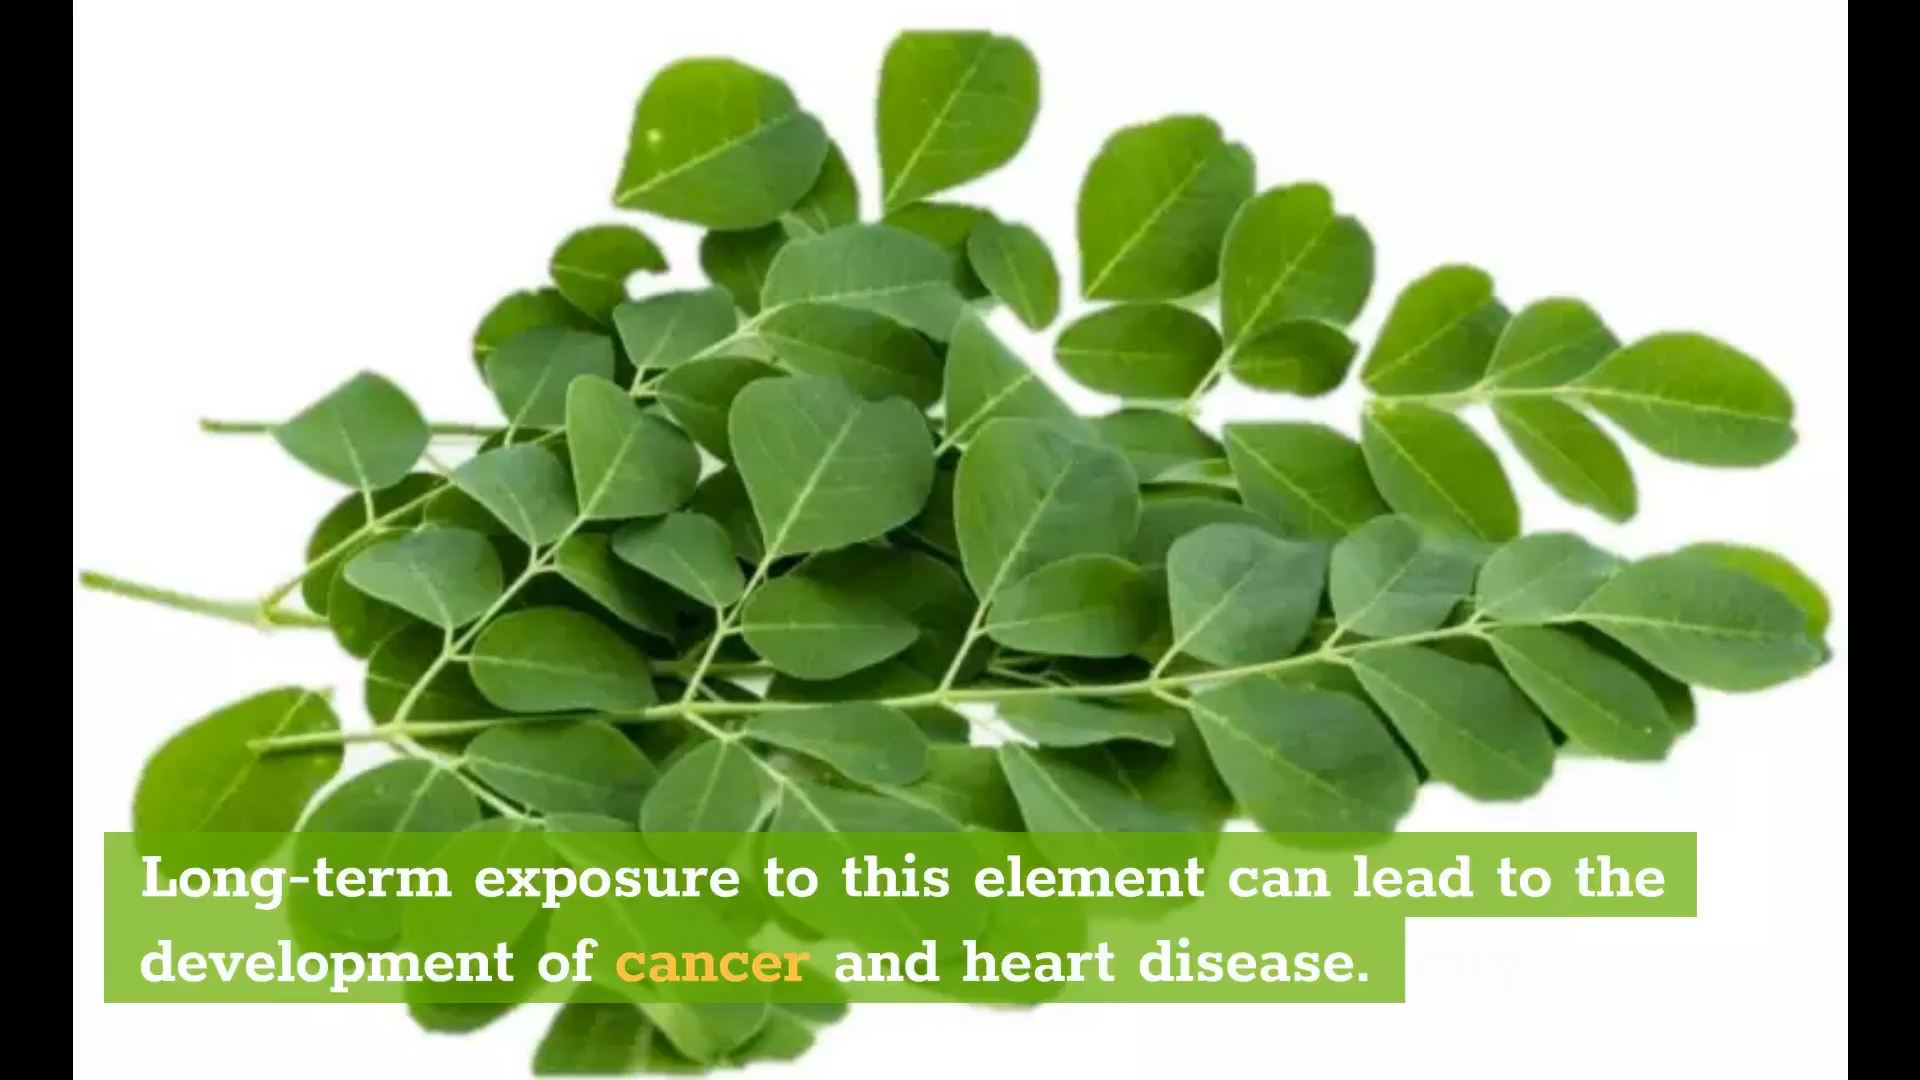 Long-term exposure to this element can lead to the
development of cancer and heart disease.